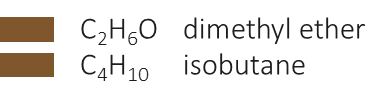 C₂H₆O dimethyl ether
C₄H₁₀ isobutane